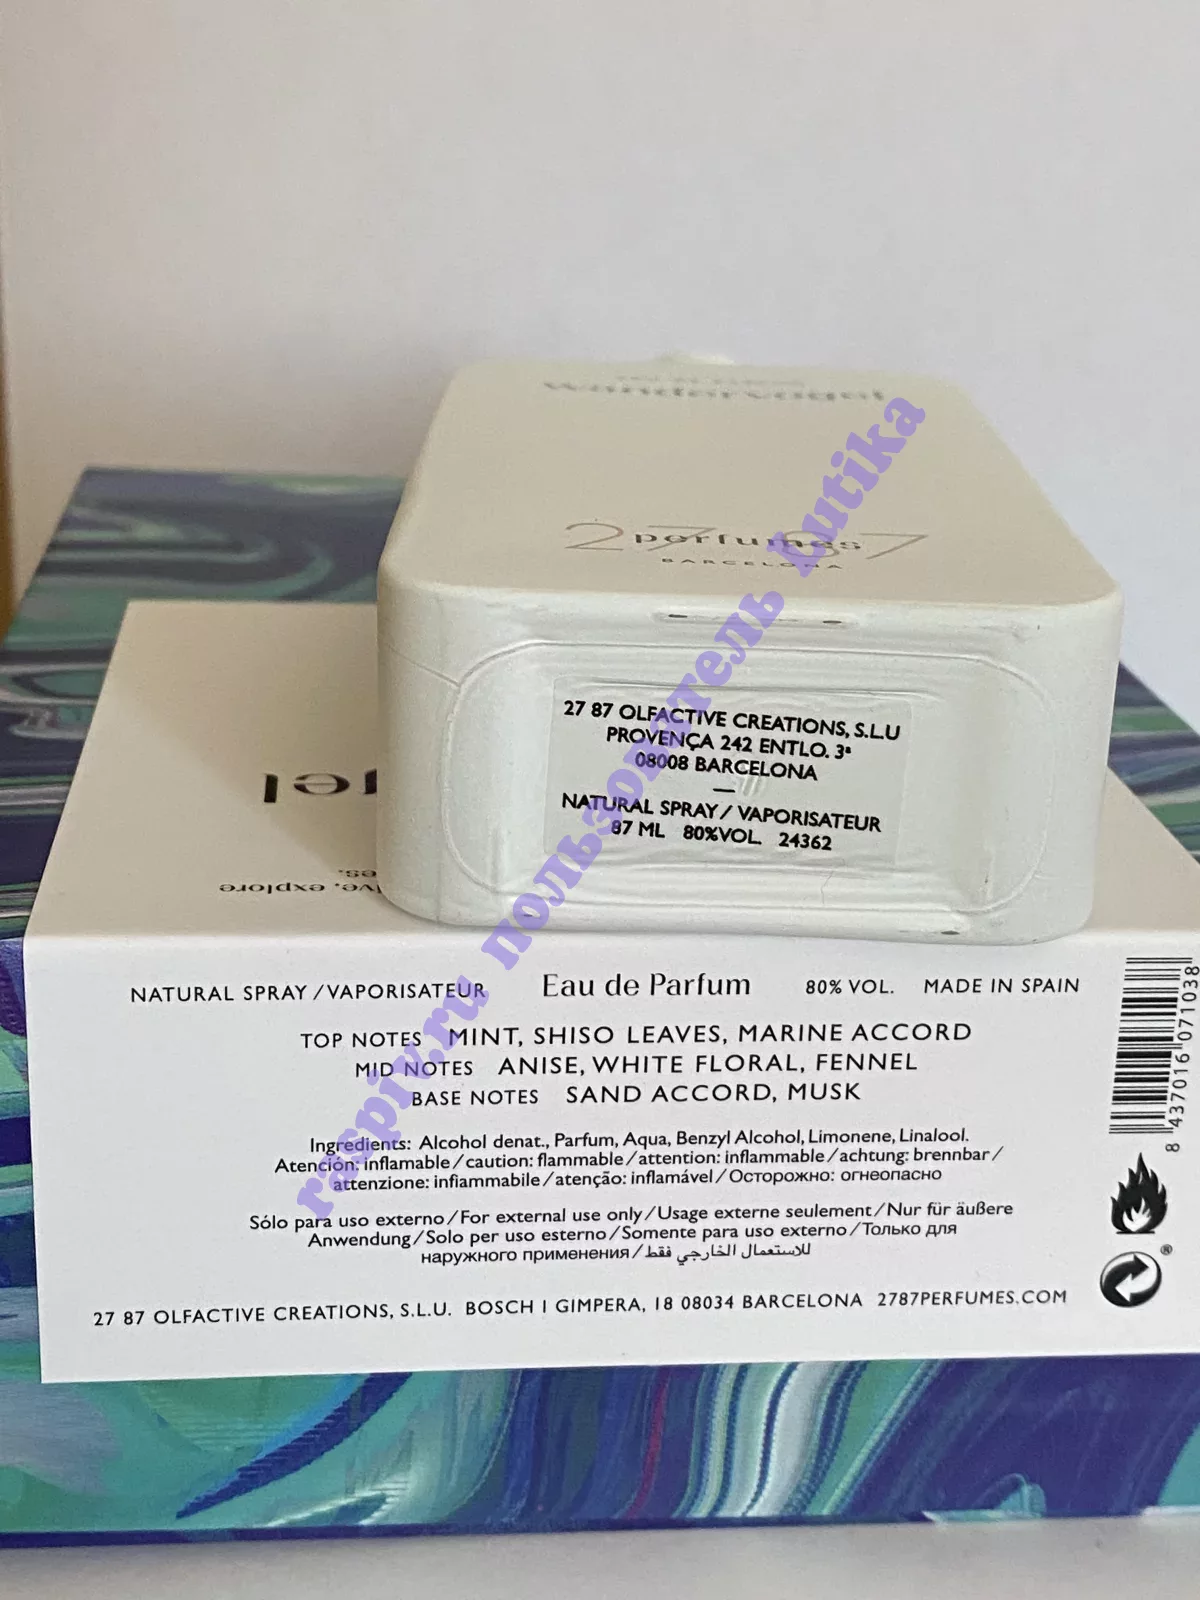 wandervogel
27 87
perfumes
BARCELONA
27 87 OLFACTIVE CREATIONS, S.L.U
PROVENÇA 242 ENTLO. 3ª
08008 BARCELONA
—
NATURAL SPRAY / VAPORISATEUR
87 ML 80%VOL. 24362
gel
explore
NATURAL SPRAY / VAPORISATEUR Eau de Parfum 80% VOL. MADE IN SPAIN
TOP NOTES MINT, SHISO LEAVES, MARINE ACCORD
MID NOTES ANISE, WHITE FLORAL, FENNEL
BASE NOTES SAND ACCORD, MUSK
Ingredients: Alcohol denat., Parfum, Aqua, Benzyl Alcohol, Limonene, Linalool.
Atención: inflamable / caution: flammable / attention: inflammable / achtung: brennbar /
attenzione: infiammabile / atenção: inflamável / Осторожно: огнеопасно
Sólo para uso externo / For external use only / Usage externe seulement / Nur für äußere
Anwendung / Solo per uso esterno / Somente para uso externo / Только для
наружного применения / للاستعمال الخارجي فقط
27 87 OLFACTIVE CREATIONS, S.L.U. BOSCH I GIMPERA, 18 08034 BARCELONA 2787PERFUMES.COM
8 437016 071038
raspiv.ru пользователь Lutika